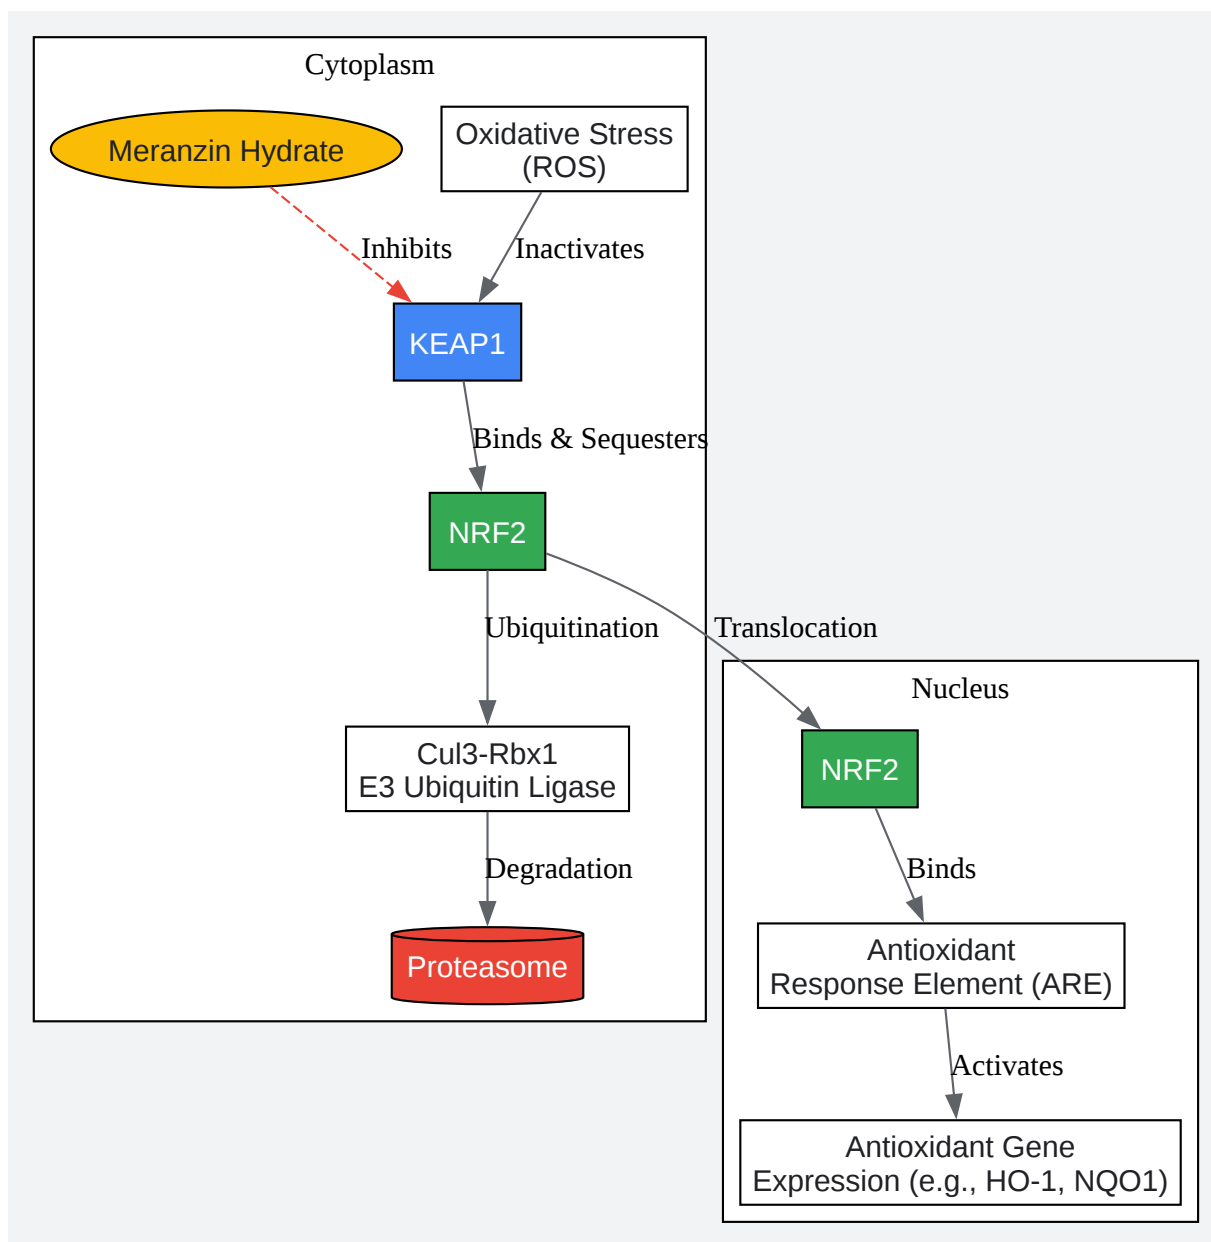 Cytoplasm
Meranzin Hydrate
Oxidative Stress
(ROS)
Inhibits
Inactivates
KEAP1
Binds & Sequesters
NRF2
Ubiquitination
Translocation
Nucleus
Cul3-Rbx1
E3 Ubiquitin Ligase
NRF2
Degradation
Binds
Proteasome
Antioxidant
Response Element (ARE)
Activates
Antioxidant Gene
Expression (e.g., HO-1, NQO1)